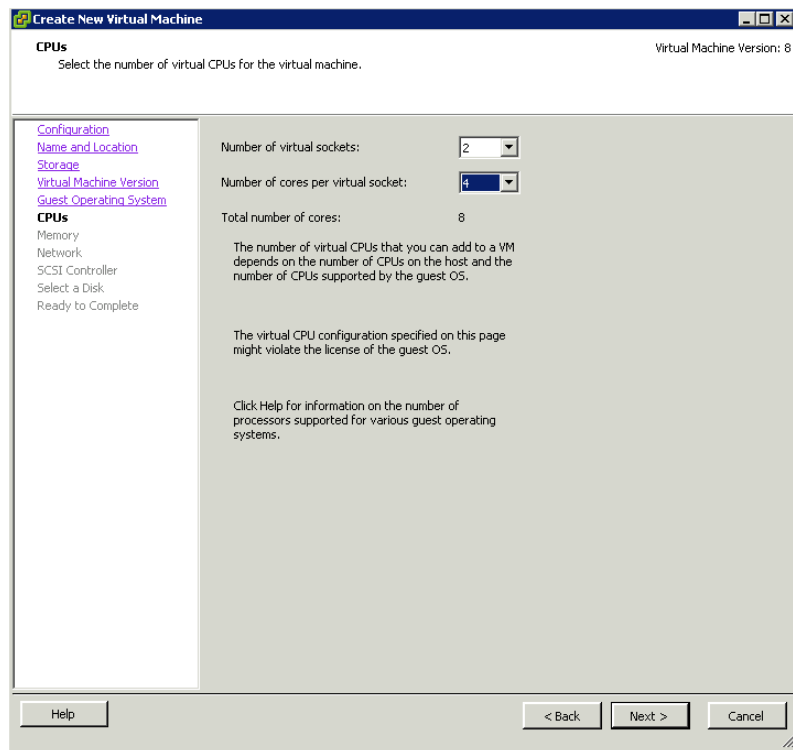 Create New Virtual Machine
CPUs
Virtual Machine Version: 8
Select the number of virtual CPUs for the virtual machine.
Configuration
Name and Location
Storage
Virtual Machine Version
Guest Operating System
CPUs
Memory
Network
SCSI Controller
Select a Disk
Ready to Complete
Number of virtual sockets: 2
Number of cores per virtual socket: 4
Total number of cores: 8
The number of virtual CPUs that you can add to a VM
depends on the number of CPUs on the host and the
number of CPUs supported by the guest OS.
The virtual CPU configuration specified on this page
might violate the license of the guest OS.
Click Help for information on the number of
processors supported for various guest operating
systems.
Help
< Back
Next >
Cancel